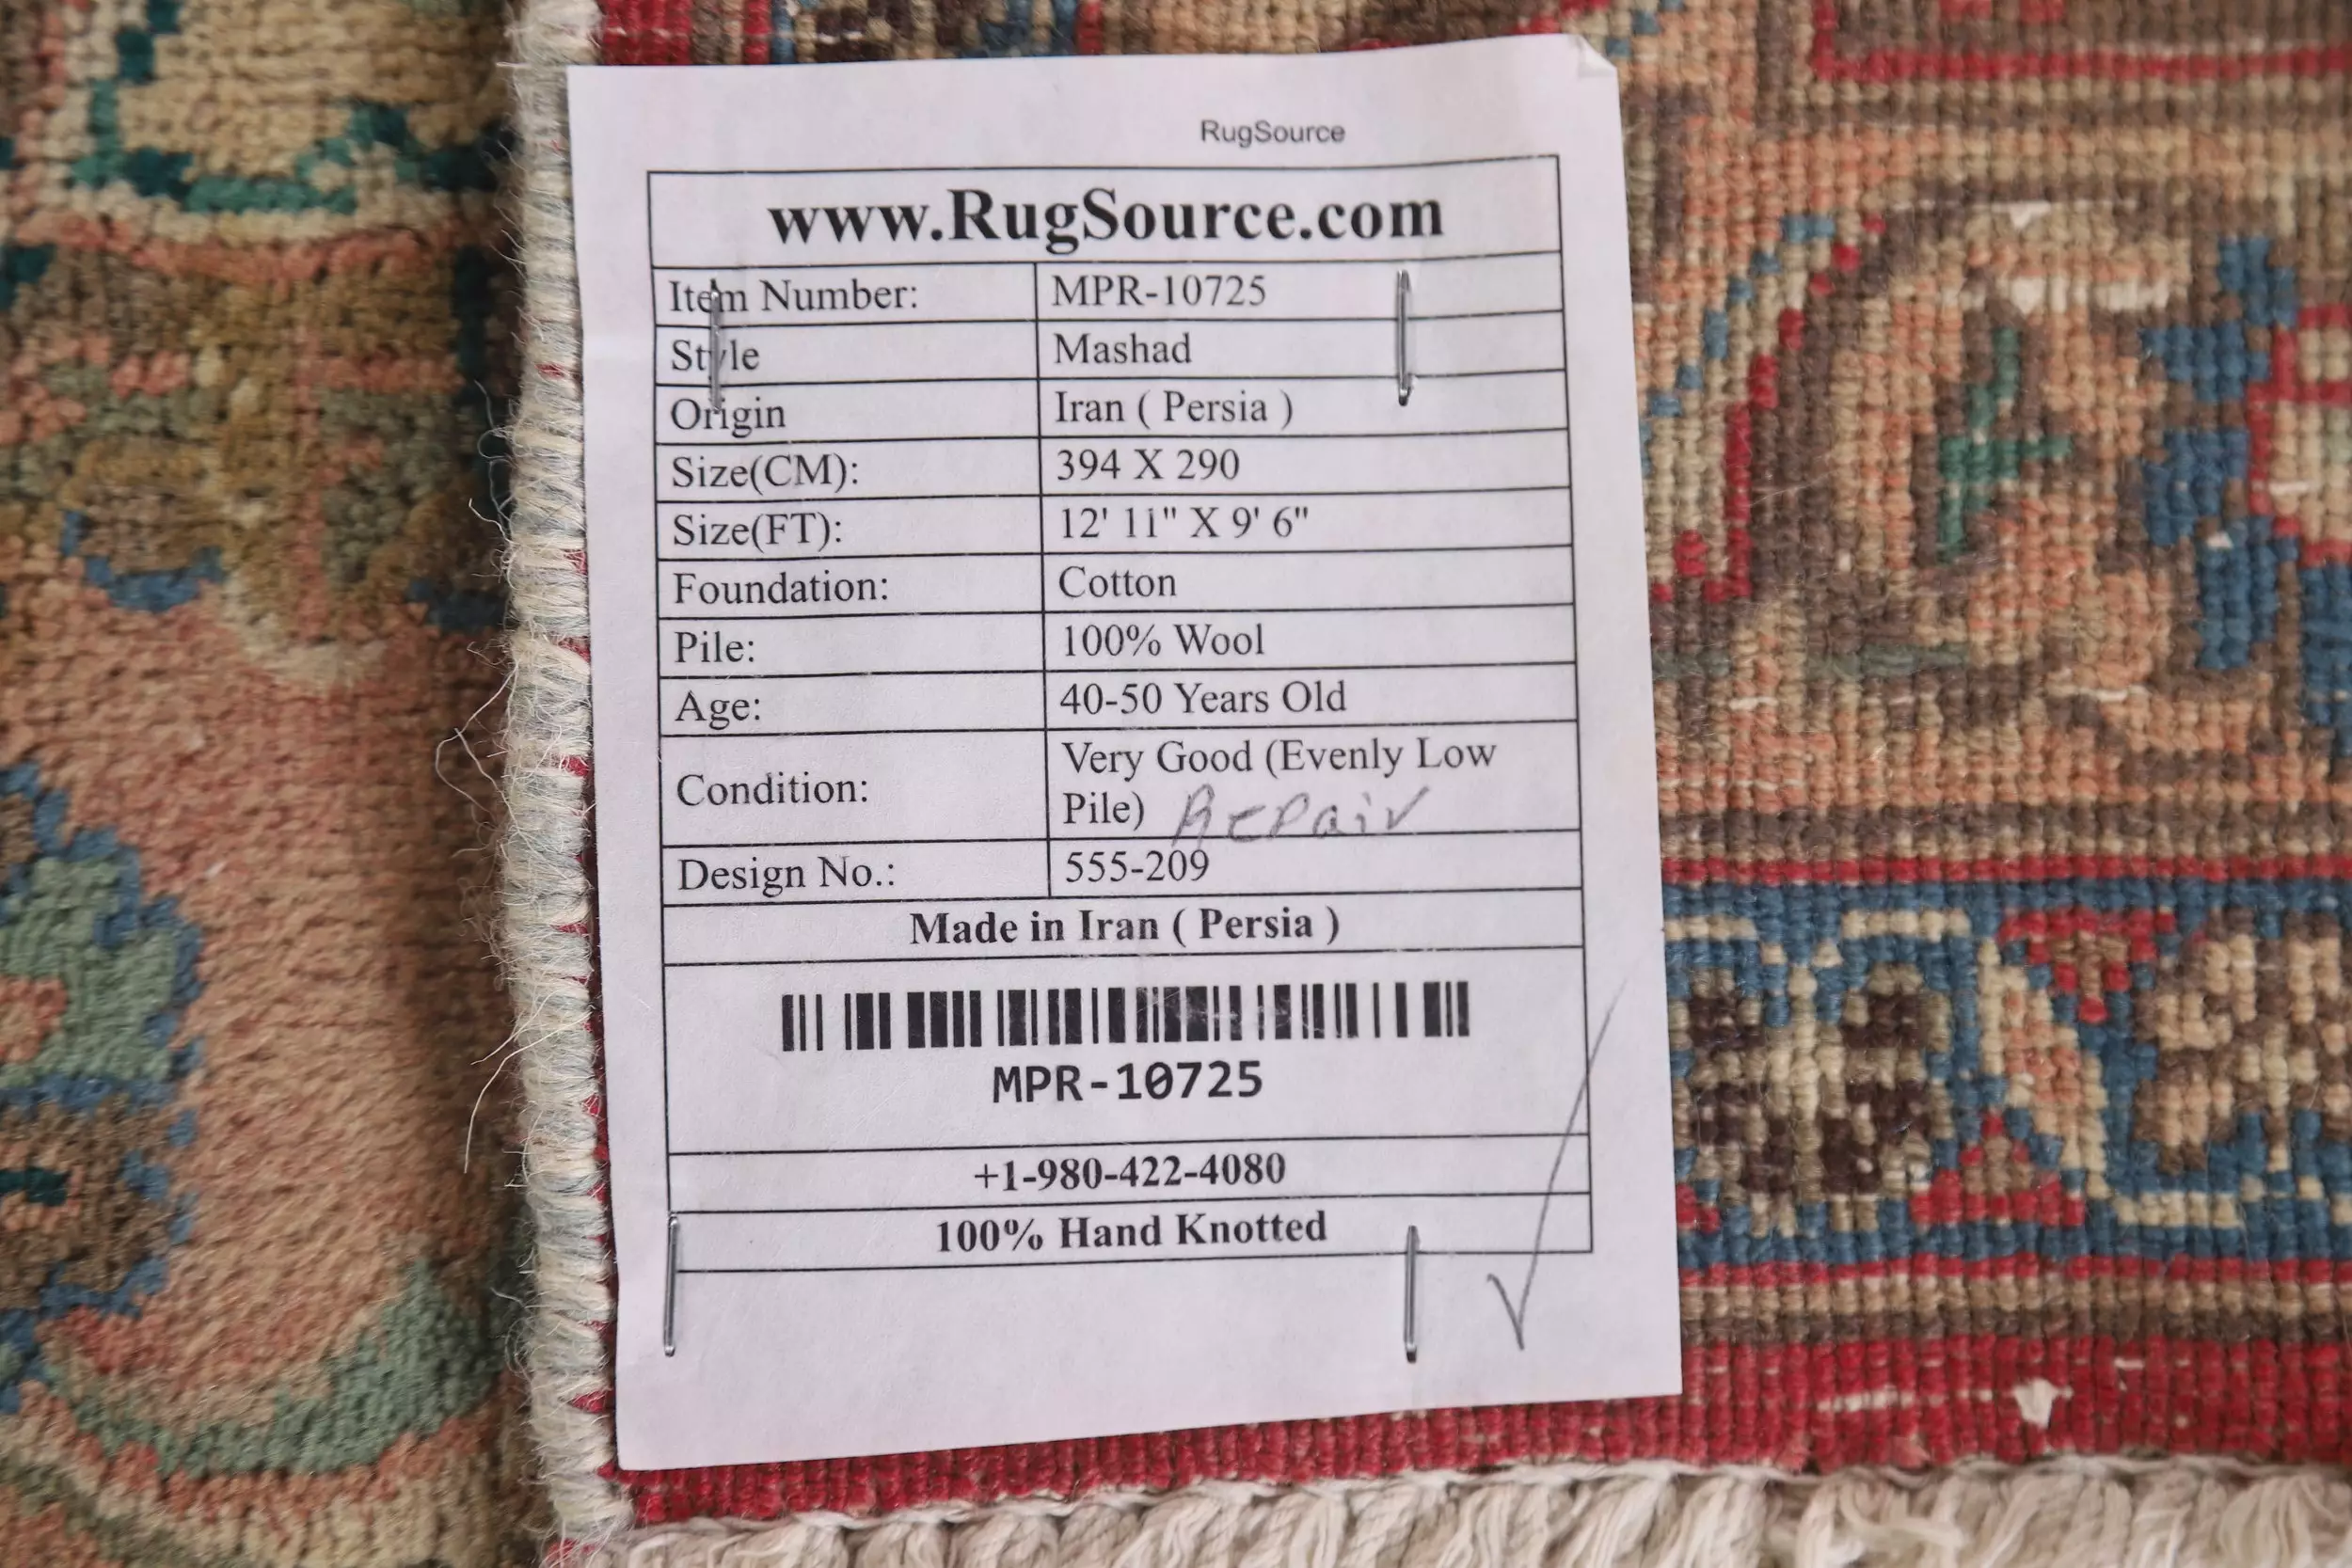 RugSource
www.RugSource.com
Item Number: MPR-10725
Style Mashad
Origin Iran ( Persia )
Size(CM): 394 X 290
Size(FT): 12' 11" X 9' 6"
Foundation: Cotton
Pile: 100% Wool
Age: 40-50 Years Old
Condition: Very Good (Evenly Low
Pile) Repair
Design No.: 555-209
Made in Iran ( Persia )
MPR-10725
+1-980-422-4080
100% Hand Knotted